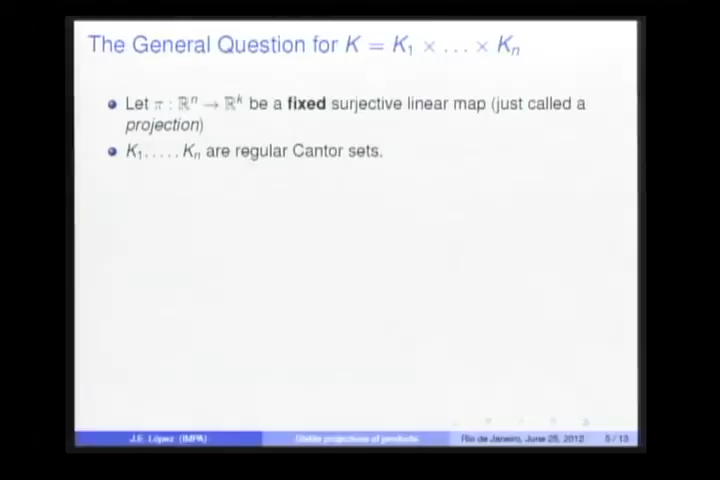 The General Question for K = K₁ × … × Kₙ
Let π : ℝⁿ → ℝᵏ be a fixed surjective linear map (just called a
projection)
K₁, …, Kₙ are regular Cantor sets.
J.E. López (IMPA)
Stable projections of products
Rio de Janeiro, June 25, 2012
5 / 13